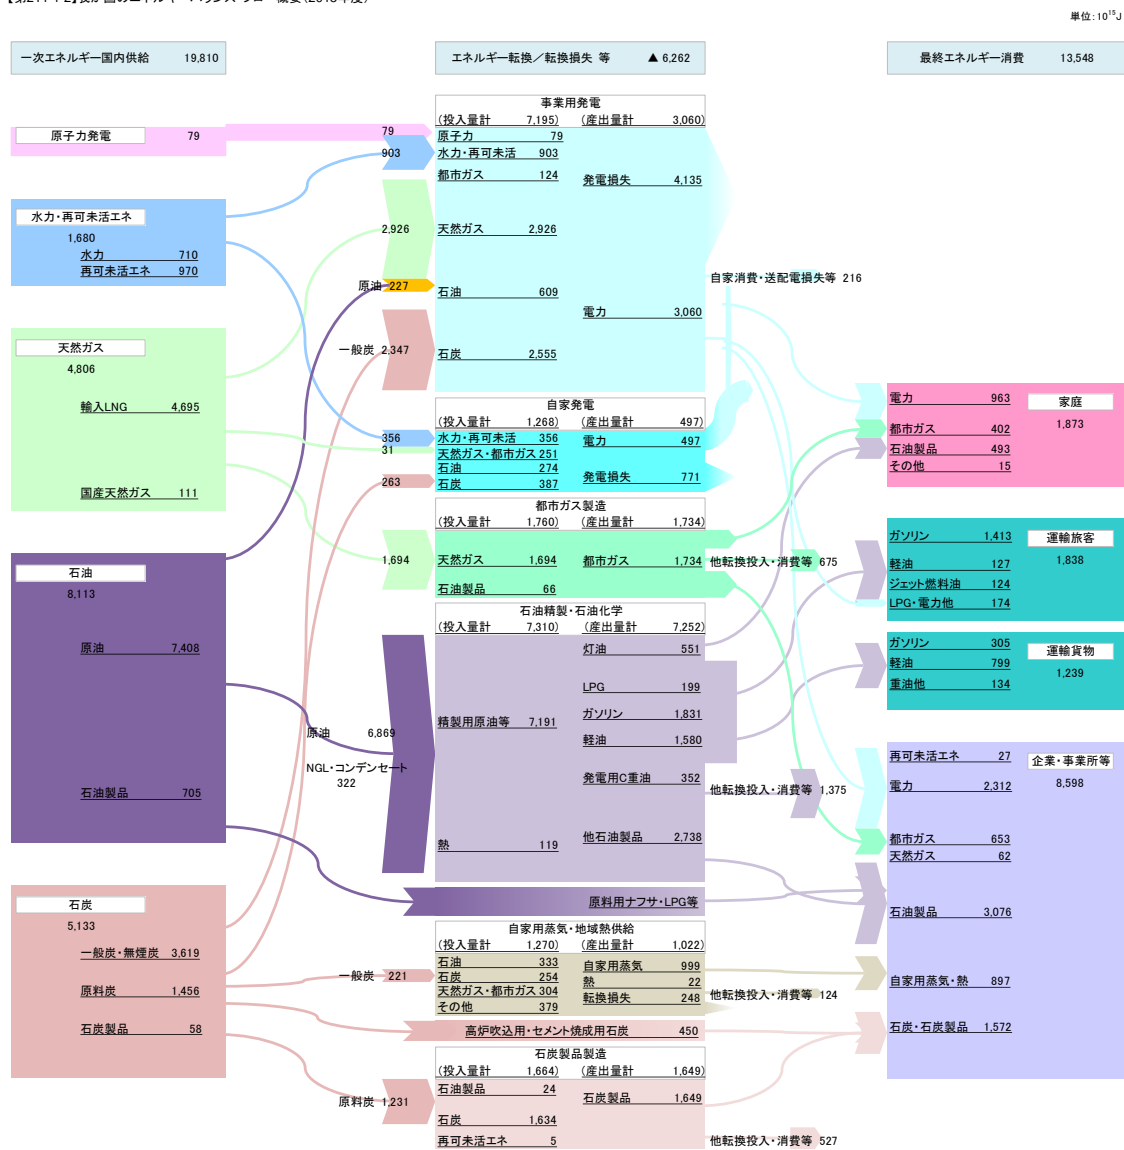 単位:10¹⁵J
一次エネルギー国内供給 19,810
エネルギー転換/転換損失 等 ▲ 6,262
最終エネルギー消費 13,548
原子力発電 79
水力・再可未活エネ
1,680
水力 710
再可未活エネ 970
天然ガス
4,806
輸入LNG 4,695
国産天然ガス 111
石油
8,113
原油 7,408
石油製品 705
石炭
5,133
一般炭・無煙炭 3,619
原料炭 1,456
石炭製品 58
79
903
2,926
原油 227
一般炭 2,347
356
31
263
1,694
原油 6,869
NGL・コンデンセート
322
一般炭 221
原料炭 1,231
事業用発電
(投入量計 7,195) (産出量計 3,060)
原子力 79
水力・再可未活 903
都市ガス 124
発電損失 4,135
天然ガス 2,926
石油 609
電力 3,060
石炭 2,555
自家消費・送配電損失等 216
自家発電
(投入量計 1,268) (産出量計 497)
水力・再可未活 356
電力 497
天然ガス・都市ガス 251
石油 274
発電損失 771
石炭 387
都市ガス製造
(投入量計 1,760) (産出量計 1,734)
天然ガス 1,694
都市ガス 1,734
他転換投入・消費等 675
石油製品 66
石油精製・石油化学
(投入量計 7,310) (産出量計 7,252)
灯油 551
LPG 199
ガソリン 1,831
精製用原油等 7,191
軽油 1,580
発電用C重油 352
他転換投入・消費等 1,375
他石油製品 2,738
熱 119
原料用ナフサ・LPG等
自家用蒸気・地域熱供給
(投入量計 1,270) (産出量計 1,022)
石油 333
自家用蒸気 999
石炭 254
熱 22
天然ガス・都市ガス 304
転換損失 248
他転換投入・消費等 124
その他 379
高炉吹込用・セメント焼成用石炭 450
石炭製品製造
(投入量計 1,664) (産出量計 1,649)
石油製品 24
石炭製品 1,649
石炭 1,634
再可未活エネ 5
他転換投入・消費等 527
電力 963
家庭
1,873
都市ガス 402
石油製品 493
その他 15
ガソリン 1,413
運輸旅客
1,838
軽油 127
ジェット燃料油 124
LPG・電力他 174
ガソリン 305
運輸貨物
1,239
軽油 799
重油他 134
再可未活エネ 27
企業・事業所等
8,598
電力 2,312
都市ガス 653
天然ガス 62
石油製品 3,076
自家用蒸気・熱 897
石炭・石炭製品 1,572